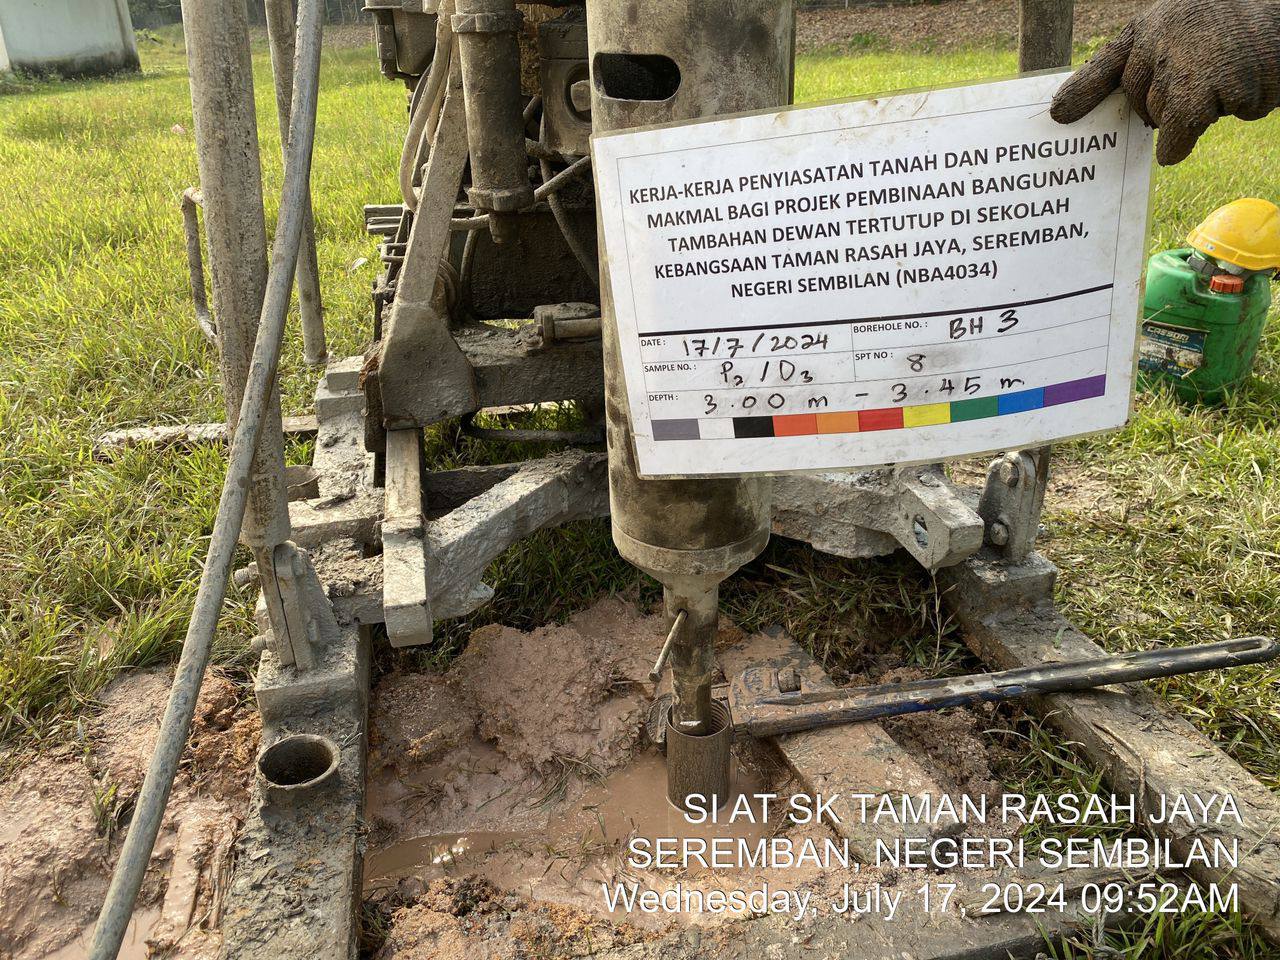 KERJA-KERJA PENYIASATAN TANAH DAN PENGUJIAN
MAKMAL BAGI PROJEK PEMBINAAN BANGUNAN
TAMBAHAN DEWAN TERTUTUP DI SEKOLAH
KEBANGSAAN TAMAN RASAH JAYA, SEREMBAN,
NEGERI SEMBILAN (NBA4034)
DATE: 17/7/2024 BOREHOLE NO.: BH 3
SAMPLE NO.: P2/D3 SPT NO: 8
DEPTH: 3.00 m - 3.45 m
SI AT SK TAMAN RASAH JAYA
SEREMBAN, NEGERI SEMBILAN
Wednesday, July 17, 2024 09:52AM